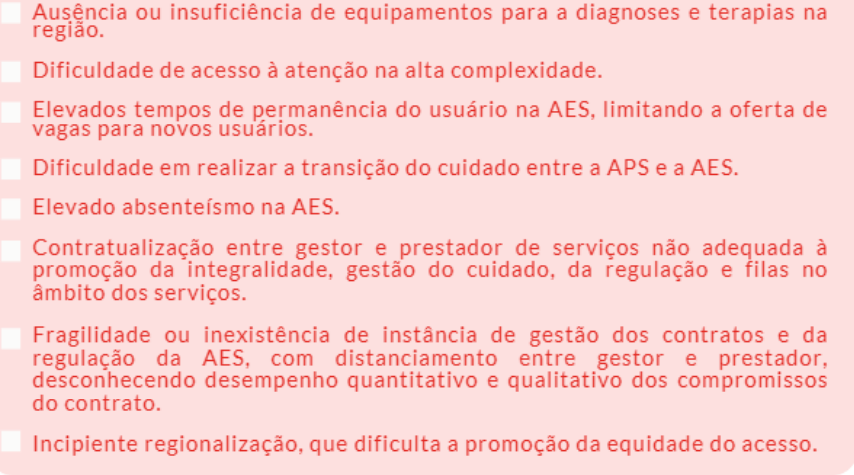 Ausência ou insuficiência de equipamentos para a diagnoses e terapias na
região.
Dificuldade de acesso à atenção na alta complexidade.
Elevados tempos de permanência do usuário na AES, limitando a oferta de
vagas para novos usuários.
Dificuldade em realizar a transição do cuidado entre a APS e a AES.
Elevado absenteísmo na AES.
Contratualização entre gestor e prestador de serviços não adequada à
promoção da integralidade, gestão do cuidado, da regulação e filas no
âmbito dos serviços.
Fragilidade ou inexistência de instância de gestão dos contratos e da
regulação da AES, com distanciamento entre gestor e prestador,
desconhecendo desempenho quantitativo e qualitativo dos compromissos
do contrato.
Incipiente regionalização, que dificulta a promoção da equidade do acesso.